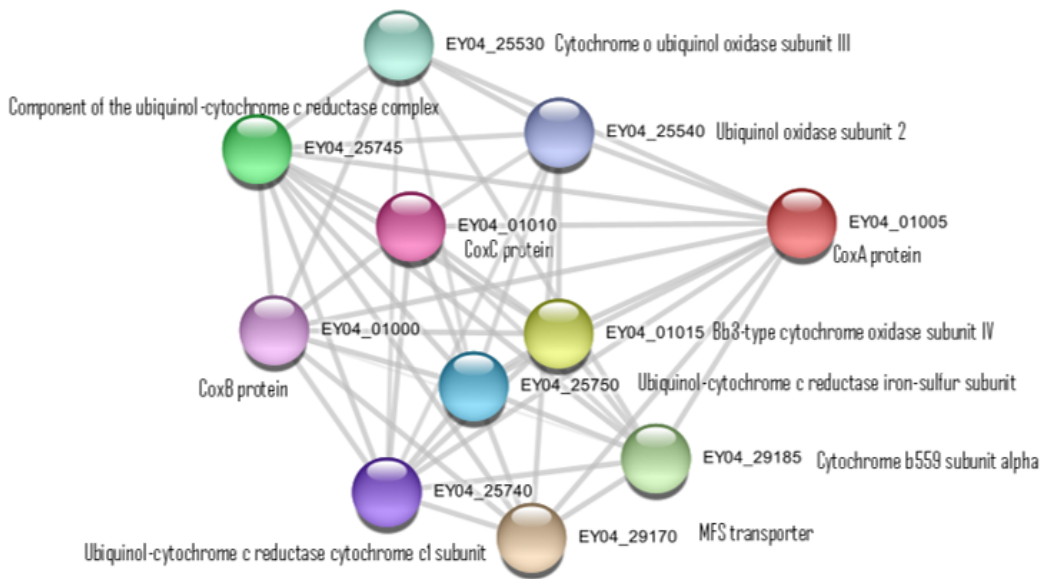 EY04_25530 Cytochrome o ubiquinol oxidase subunit III
Component of the ubiquinol-cytochrome c reductase complex
EY04_25540 Ubiquinol oxidase subunit 2
EY04_25745
EY04_01010
CoxC protein
EY04_01005
CoxA protein
EY04_01000
CoxB protein
EY04_01015 Bb3-type cytochrome oxidase subunit IV
EY04_25750 Ubiquinol-cytochrome c reductase iron-sulfur subunit
EY04_29185 Cytochrome b559 subunit alpha
EY04_25740
Ubiquinol-cytochrome c reductase cytochrome c1 subunit
EY04_29170 MFS transporter